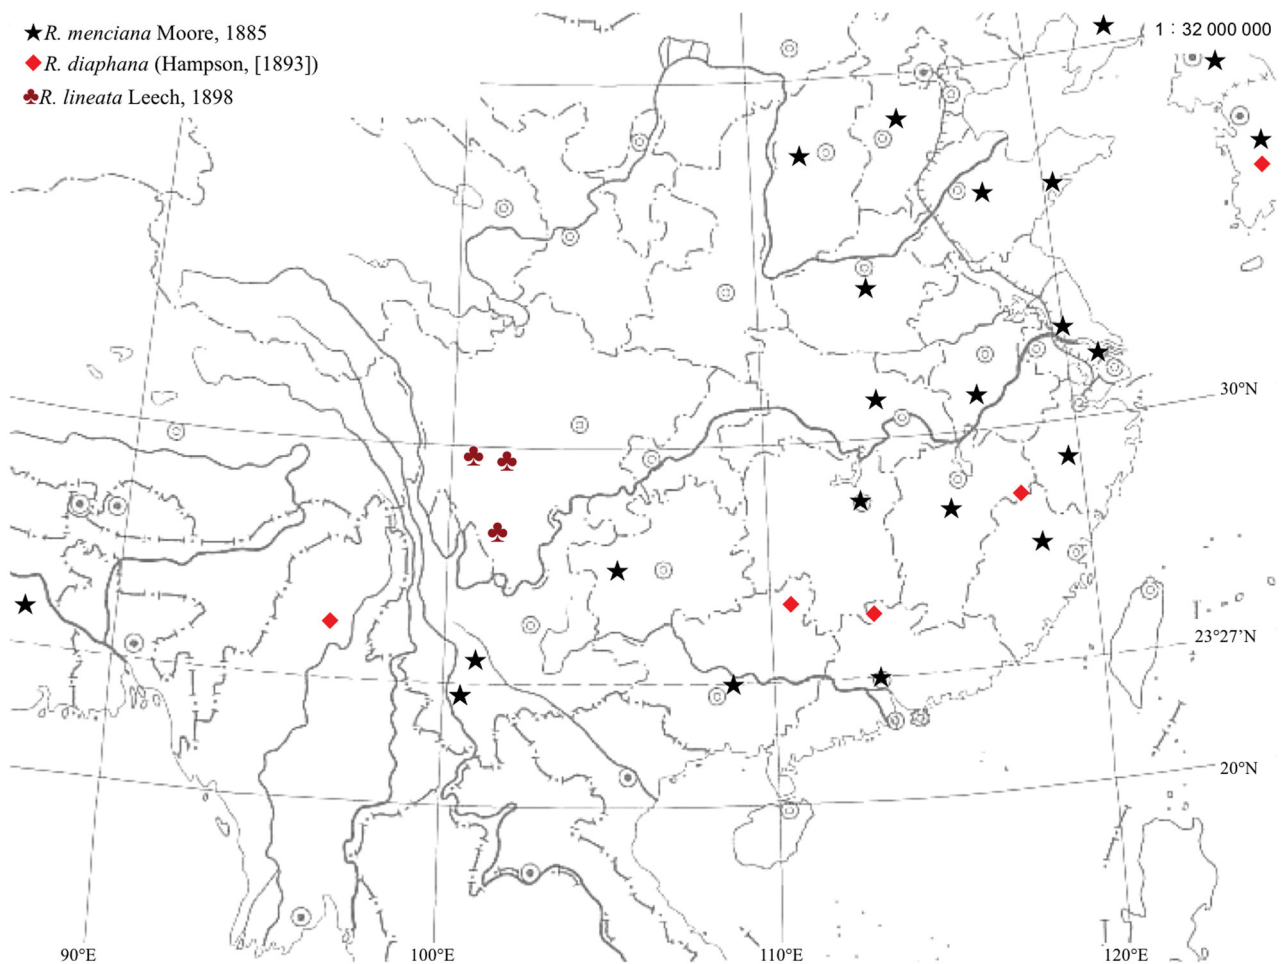 ★R. menciana Moore, 1885
◆R. diaphana (Hampson, [1893])
♣R. lineata Leech, 1898
1 : 32 000 000
30°N
23°27’N
20°N
90°E 100°E 110°E 120°E